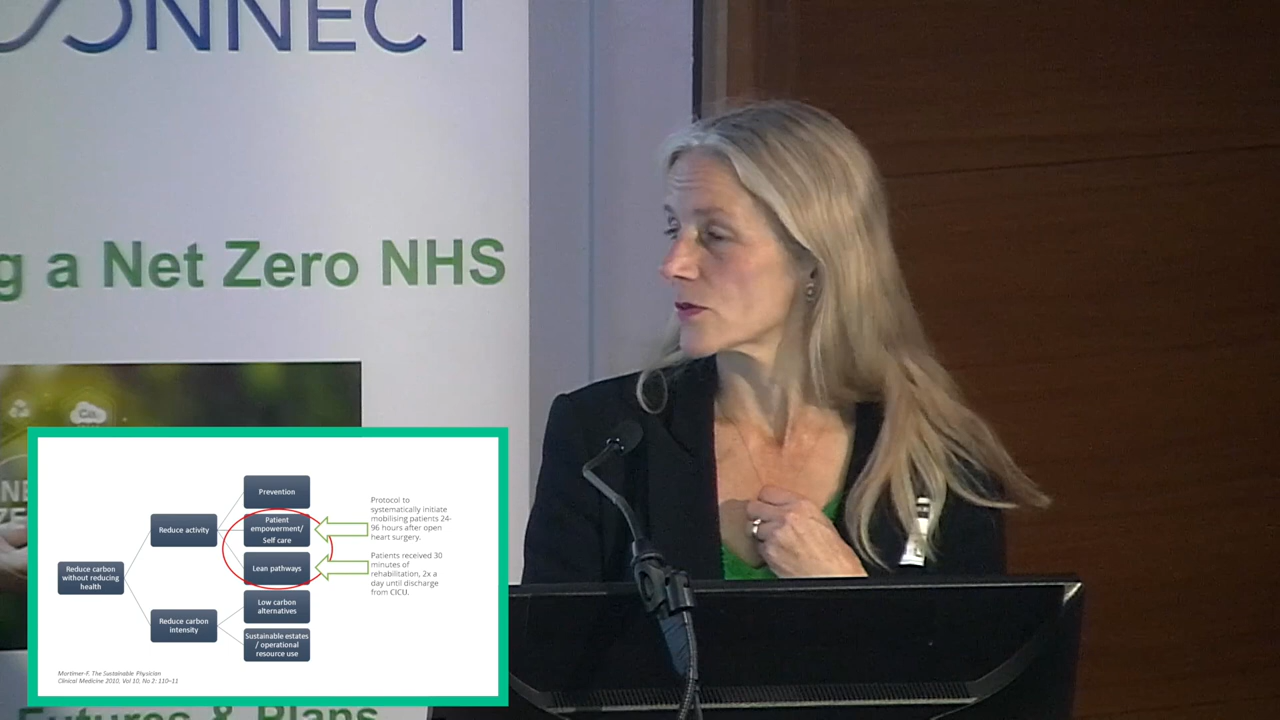 ONNECT
g a Net Zero NHS
Futures & Plans
Prevention
Reduce activity
Patient
empowerment/
Self care
Lean pathways
Reduce carbon
without reducing
health
Reduce carbon
intensity
Low carbon
alternatives
Sustainable estates
/ operational
resource use
Protocol to
systematically initiate
mobilising patients 24-
96 hours after open
heart surgery.
Patients received 30
minutes of
rehabilitation, 2x a
day until discharge
from CICU.
Mortimer-F. The Sustainable Physician
Clinical Medicine 2010, Vol 10, No 2: 110–11